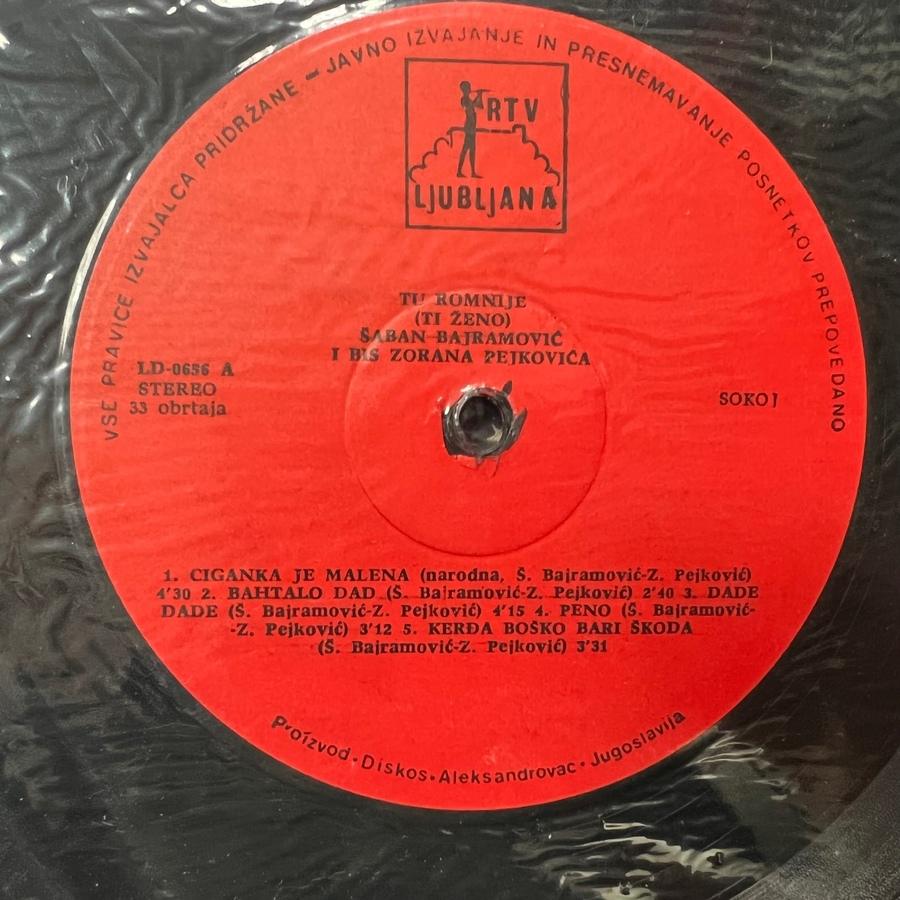 VSE PRAVICE IZVAJALCA PRIDRŽANE - JAVNO IZVAJANJE IN PRESNEMAVANJE POSNETKOV PREPOVEDANO
RTV
LJUBLJANA
TU ROMNIJE
(TI ŽENO)
ŠABAN BAJRAMOVIĆ
I BIS ZORANA PEJKOVIĆA
LD-0656 A
STEREO
33 obrtaja
SOKOJ
1. CIGANKA JE MALENA (narodna, Š. Bajramović-Z. Pejković)
4'30 2. BAHTALO DAD (Š. Bajramović-Z. Pejković) 2'40 3. DADE
DADE (Š. Bajramović-Z. Pejković) 4'15 4. PENO (Š. Bajramović-
-Z. Pejković) 3'12 5. KERĐA BOŠKO BARI ŠKODA
(Š. Bajramović-Z. Pejković) 3'31
Proizvod•Diskos•Aleksandrovac•Jugoslavija